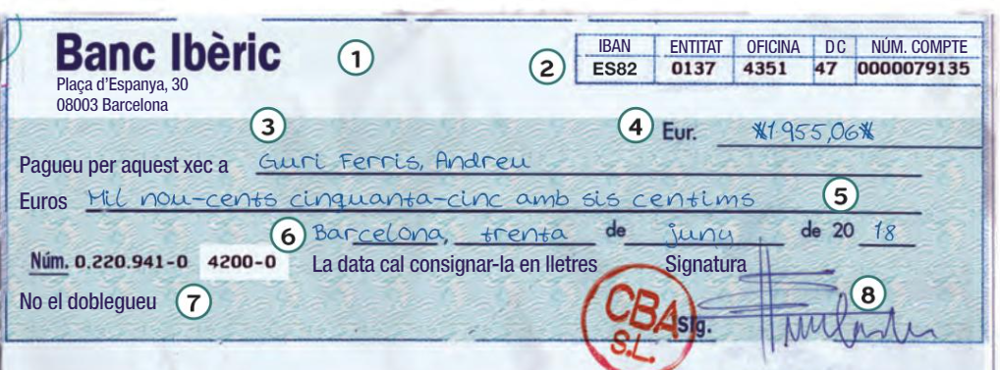 Banc Ibèric
Plaça d'Espanya, 30
08003 Barcelona
1
2
IBAN ENTITAT OFICINA DC NÚM. COMPTE
ES82 0137 4351 47 0000079135
3
4 Eur. #1.955,06#
Pagueu per aquest xec a Guri Ferris, Andreu
Euros Mil nou-cents cinquanta-cinc amb sis centims 5
6 Barcelona, trenta de juny de 20 18
Núm. 0.220.941-0 4200-0 La data cal consignar-la en lletres Signatura
No el doblegueu 7
CBA
S.L.
Sig.
8